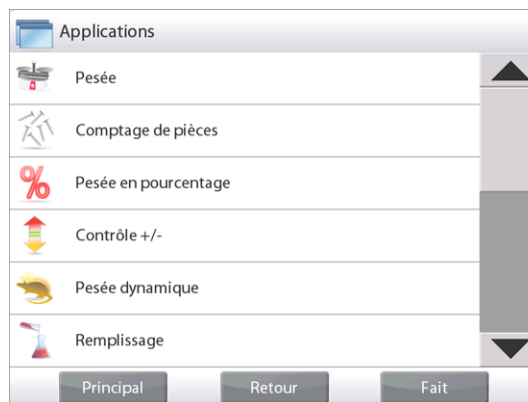 Applications
Pesée
Comptage de pièces
Pesée en pourcentage
Contrôle +/-
Pesée dynamique
Remplissage
Principal Retour Fait